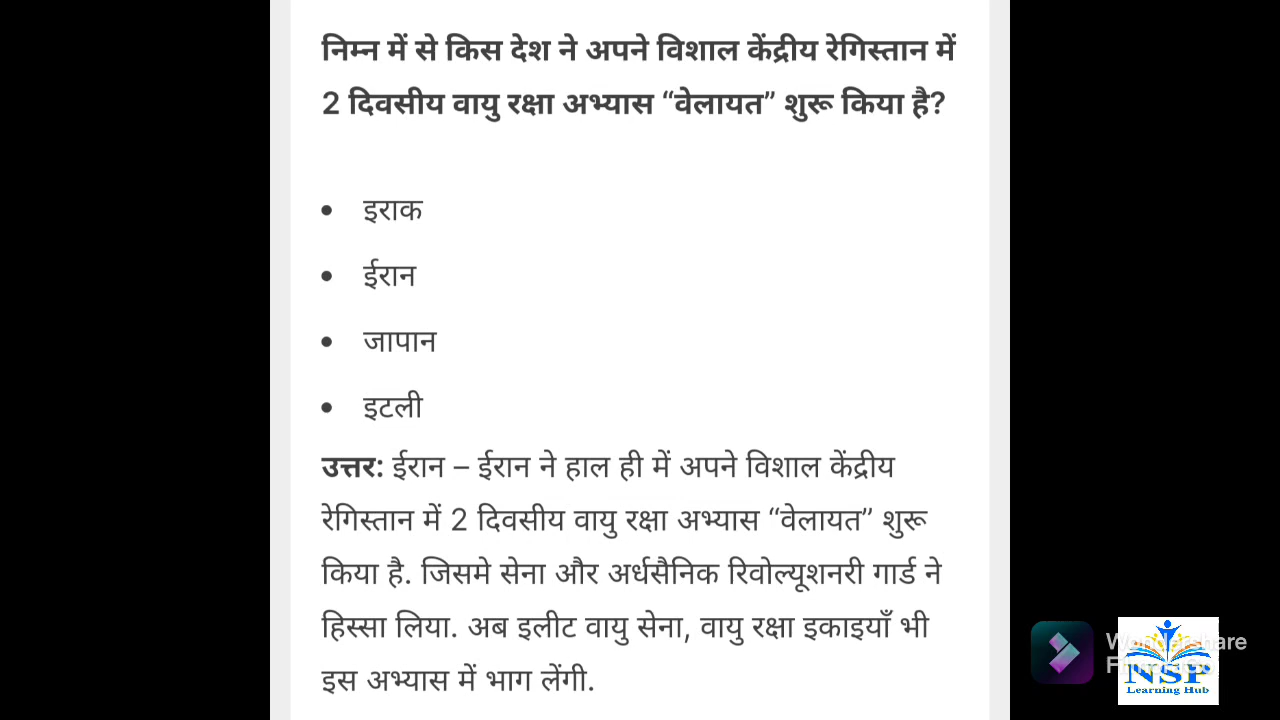 निम्न में से किस देश ने अपने विशाल केंद्रीय रेगिस्तान में
2 दिवसीय वायु रक्षा अभ्यास “वेलायत” शुरू किया है?
• इराक
• ईरान
• जापान
• इटली
उत्तर: ईरान – ईरान ने हाल ही में अपने विशाल केंद्रीय
रेगिस्तान में 2 दिवसीय वायु रक्षा अभ्यास “वेलायत” शुरू
किया है. जिसमे सेना और अर्धसैनिक रिवोल्यूशनरी गार्ड ने
हिस्सा लिया. अब इलीट वायु सेना, वायु रक्षा इकाइयाँ भी
इस अभ्यास में भाग लेंगी.
Wondershare
NSP
Learning Hub